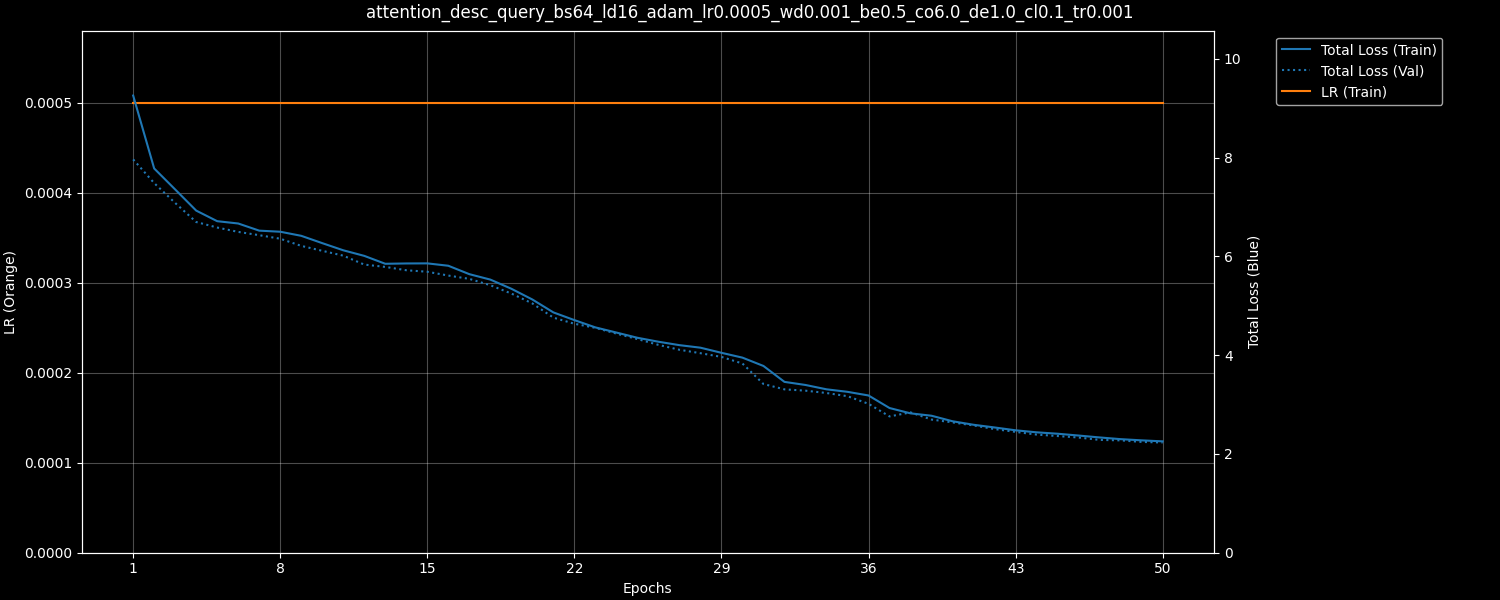 attention_desc_query_bs64_ld16_adam_lr0.0005_wd0.001_be0.5_co6.0_de1.0_cl0.1_tr0.001
Total Loss (Train)
Total Loss (Val)
LR (Train)
LR (Orange)
0.0005
0.0004
0.0003
0.0002
0.0001
0.0000
10
8
6
4
2
0
Total Loss (Blue)
1 8 15 22 29 36 43 50
Epochs